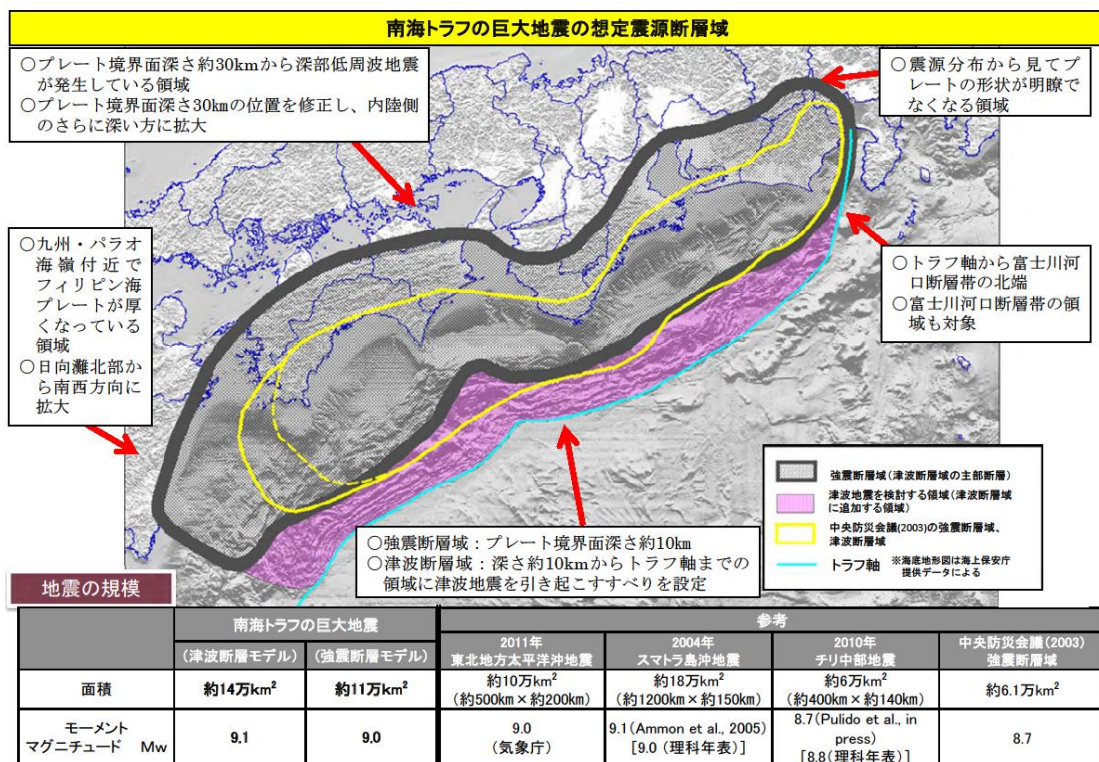 南海トラフの巨大地震の想定震源断層域
○プレート境界面深さ約30kmから深部低周波地震
が発生している領域
○プレート境界面深さ30kmの位置を修正し、内陸側
のさらに深い方に拡大
○震源分布から見てプ
レートの形状が明瞭で
なくなる領域
○九州・パラオ
海嶺付近で
フィリピン海
プレートが厚
くなっている
領域
○日向灘北部か
ら南西方向に
拡大
○トラフ軸から富士川河
口断層帯の北端
○富士川河口断層帯の領
域も対象
○強震断層域：プレート境界面深さ約10km
○津波断層域：深さ約10kmからトラフ軸までの
領域に津波地震を引き起こすすべりを設定
強震断層域(津波断層域の主部断層)
津波地震を検討する領域(津波断層域
に追加する領域)
中央防災会議(2003)の強震断層域、
津波断層域
トラフ軸 ※海底地形図は海上保安庁
提供データによる
地震の規模
南海トラフの巨大地震 参考
(津波断層モデル) (強震断層モデル) 2011年 東北地方太平洋沖地震 2004年 スマトラ島沖地震 2010年 チリ中部地震 中央防災会議(2003) 強震断層域
面積 約14万km² 約11万km² 約10万km² (約500km×約200km) 約18万km² (約1200km×約150km) 約6万km² (約400km×約140km) 約6.1万km²
モーメント マグニチュード Mw 9.1 9.0 9.0 (気象庁) 9.1(Ammon et al., 2005) [9.0 (理科年表)] 8.7(Pulido et al., in press) [8.8(理科年表)] 8.7